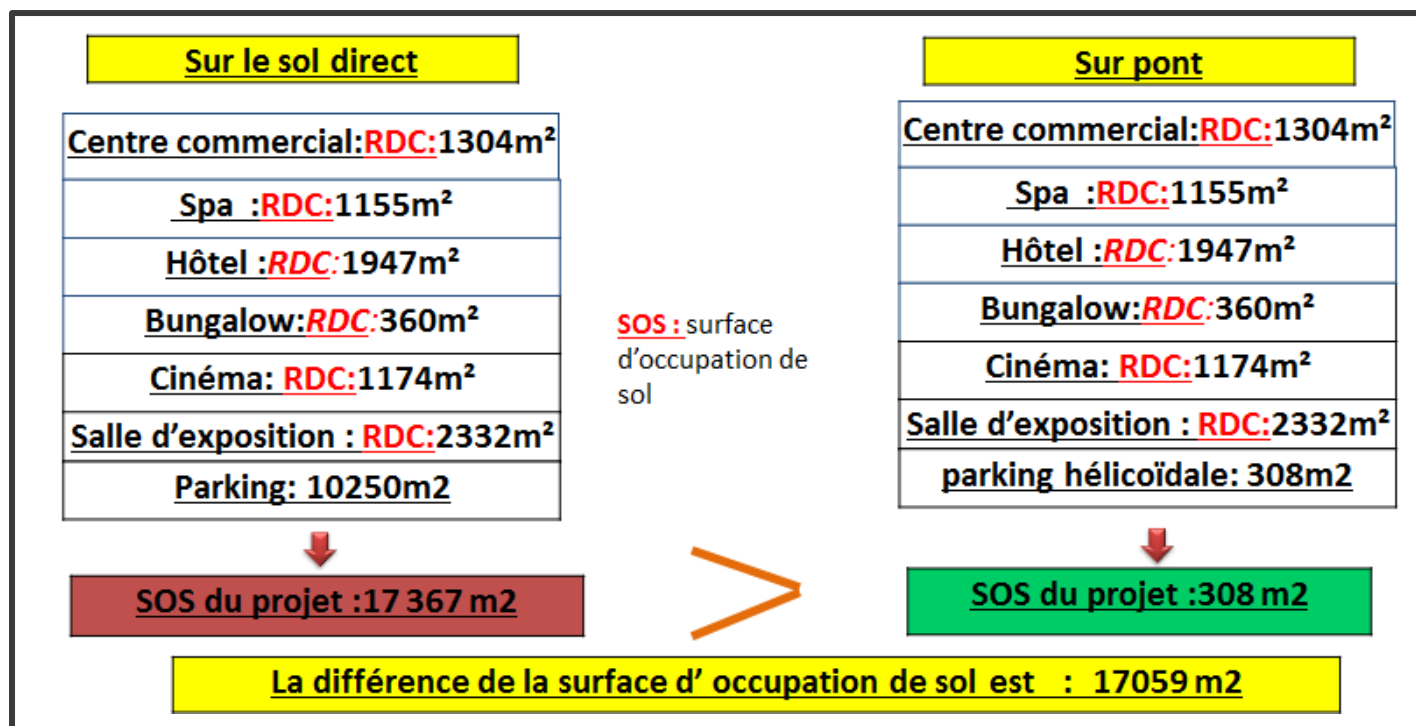 Sur le sol direct
Centre commercial:RDC:1304m²
Spa :RDC:1155m²
Hôtel :RDC:1947m²
Bungalow:RDC:360m²
Cinéma: RDC:1174m²
Salle d’exposition : RDC:2332m²
Parking: 10250m2
SOS du projet :17 367 m2
SOS : surface
d’occupation de
sol
Sur pont
Centre commercial:RDC:1304m²
Spa :RDC:1155m²
Hôtel :RDC:1947m²
Bungalow:RDC:360m²
Cinéma: RDC:1174m²
Salle d’exposition : RDC:2332m²
parking hélicoïdale: 308m2
SOS du projet :308 m2
La différence de la surface d’ occupation de sol est : 17059 m2